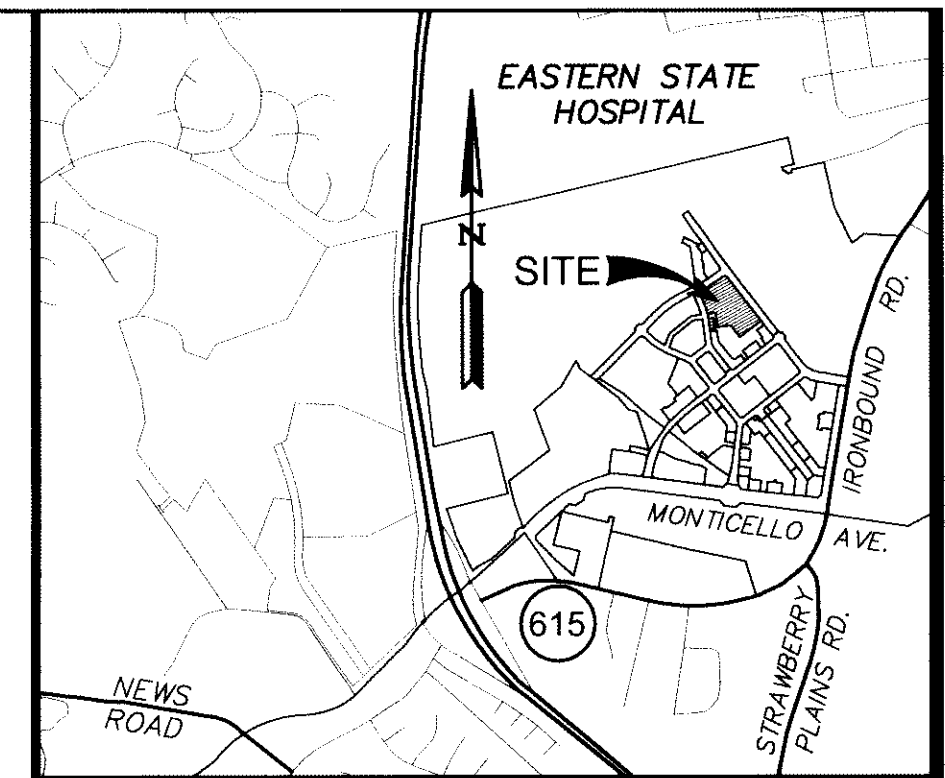 EASTERN STATE
HOSPITAL
N
SITE
IRONBOUND RD.
MONTICELLO AVE.
615
STRAWBERRY
PLAINS RD.
NEWS
ROAD